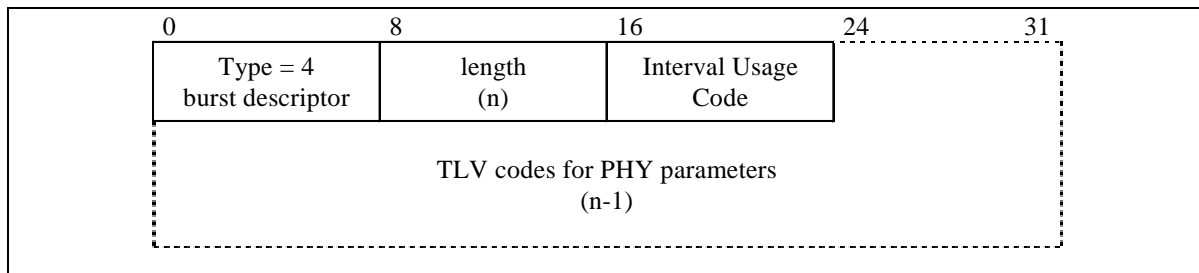 0 8 16 24 31
Type = 4 length Interval Usage
burst descriptor (n) Code
TLV codes for PHY parameters
(n-1)